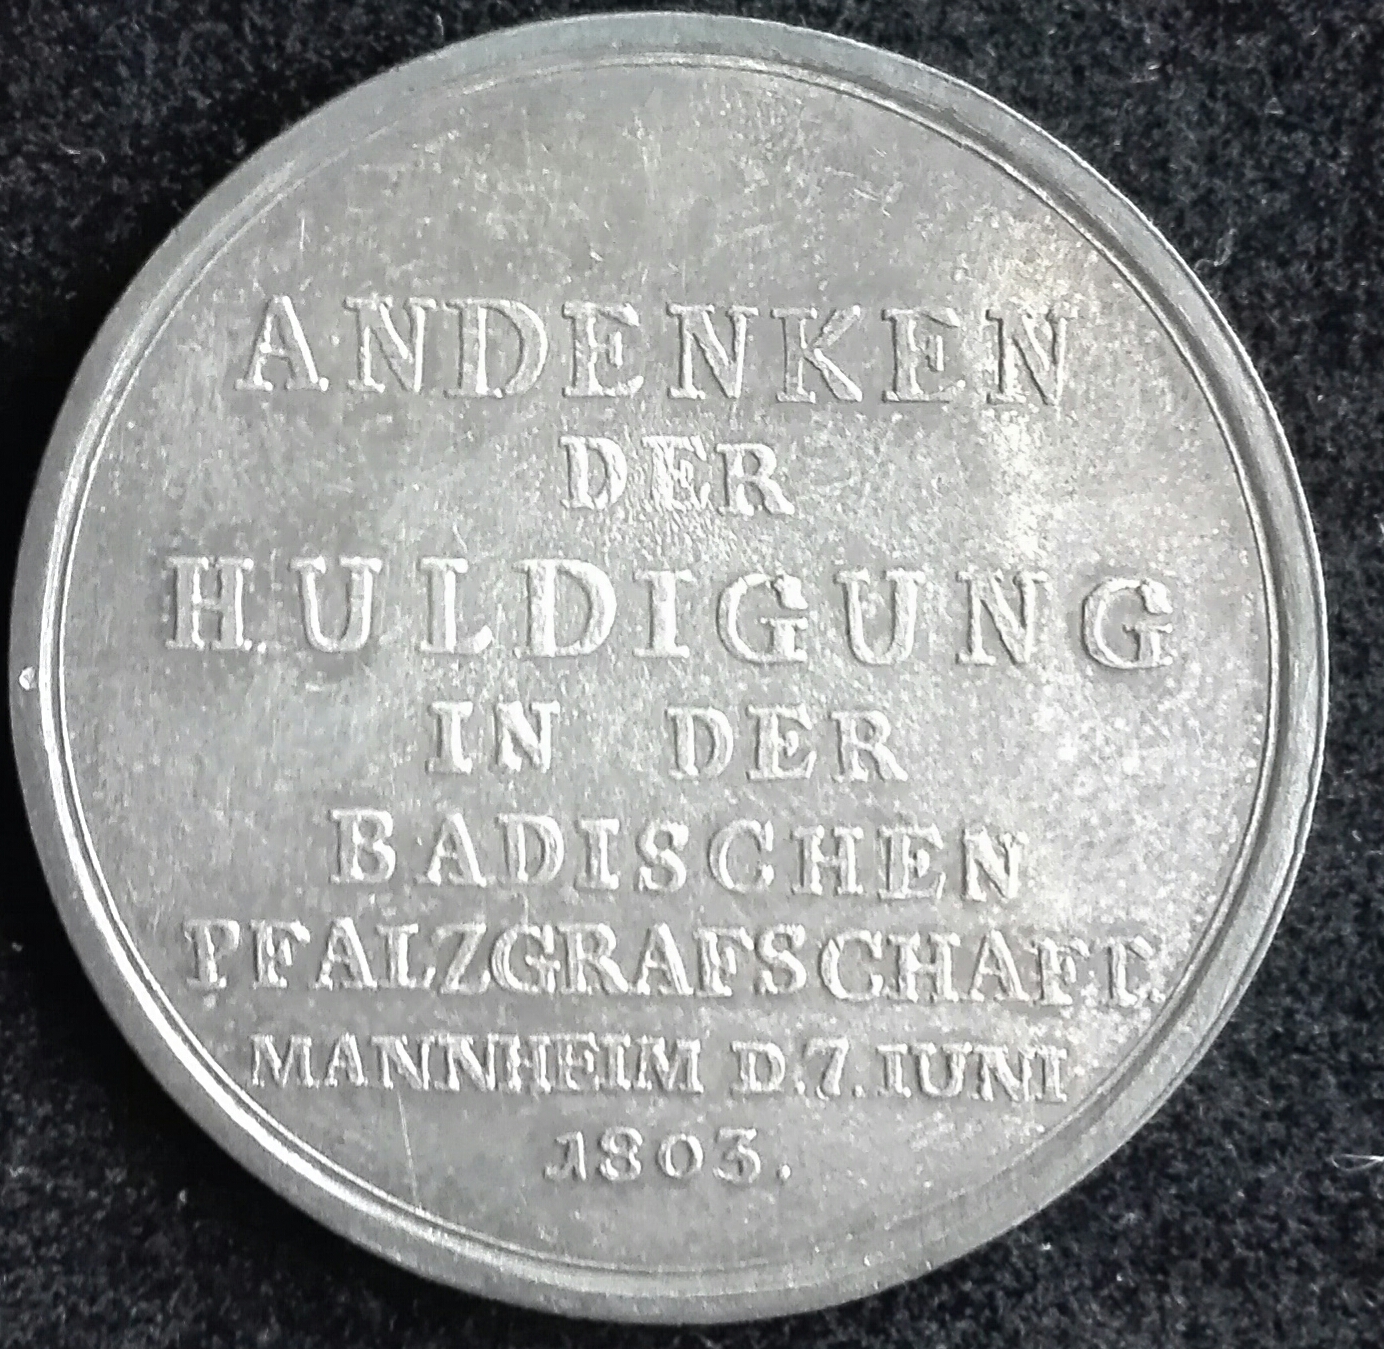 ANDENKEN
DER
HULDIGUNG
IN DER
BADISCHEN
PFALZGRAFSCHAFT.
MANNHEIM D.7.IUNI
1803.